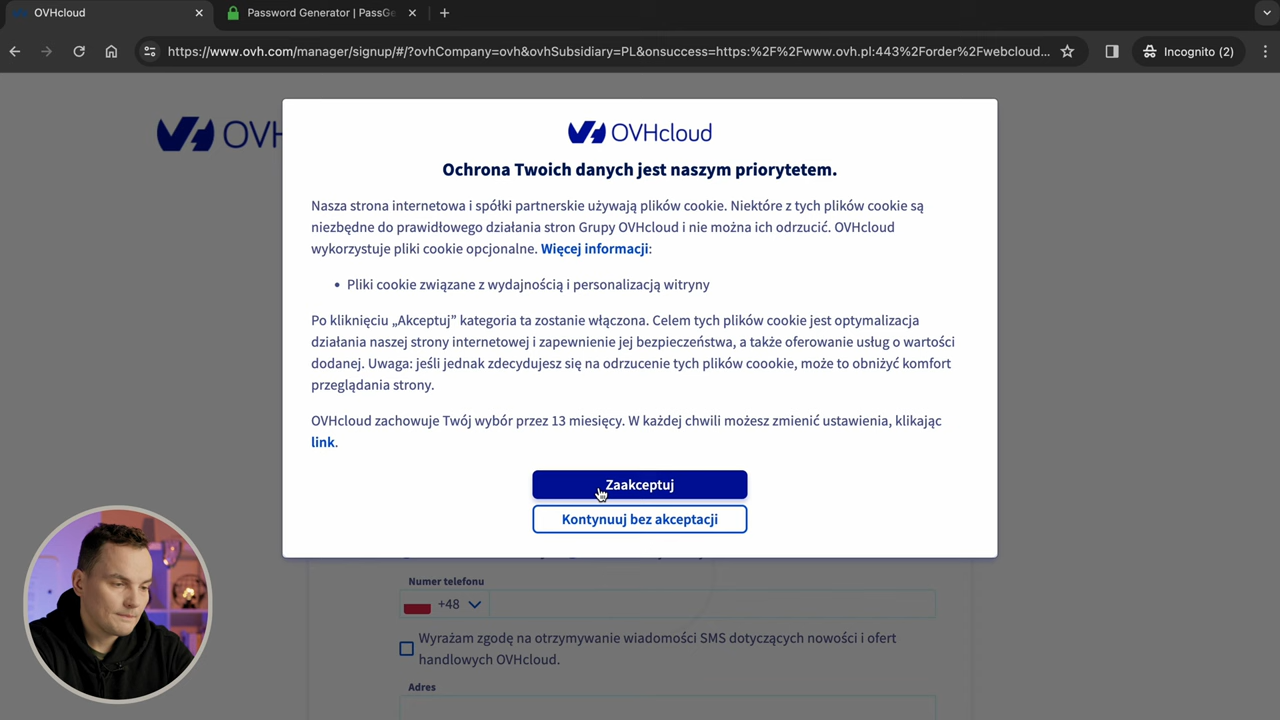 OVHcloud
Password Generator | PassGe
https://www.ovh.com/manager/signup/#/?ovhCompany=ovh&ovhSubsidiary=PL&onsuccess=https:%2F%2Fwww.ovh.pl:443%2Forder%2Fwebcloud...
Incognito (2)
OVH
OVHcloud
Ochrona Twoich danych jest naszym priorytetem.
Nasza strona internetowa i spółki partnerskie używają plików cookie. Niektóre z tych plików cookie są
niezbędne do prawidłowego działania stron Grupy OVHcloud i nie można ich odrzucić. OVHcloud
wykorzystuje pliki cookie opcjonalne. Więcej informacji:
• Pliki cookie związane z wydajnością i personalizacją witryny
Po kliknięciu „Akceptuj” kategoria ta zostanie włączona. Celem tych plików cookie jest optymalizacja
działania naszej strony internetowej i zapewnienie jej bezpieczeństwa, a także oferowanie usług o wartości
dodanej. Uwaga: jeśli jednak zdecydujesz się na odrzucenie tych plików coookie, może to obniżyć komfort
przeglądania strony.
OVHcloud zachowuje Twój wybór przez 13 miesięcy. W każdej chwili możesz zmienić ustawienia, klikając
link.
Zaakceptuj
Kontynuuj bez akceptacji
Numer telefonu
+48
Wyrażam zgodę na otrzymywanie wiadomości SMS dotyczących nowości i ofert
handlowych OVHcloud.
Adres